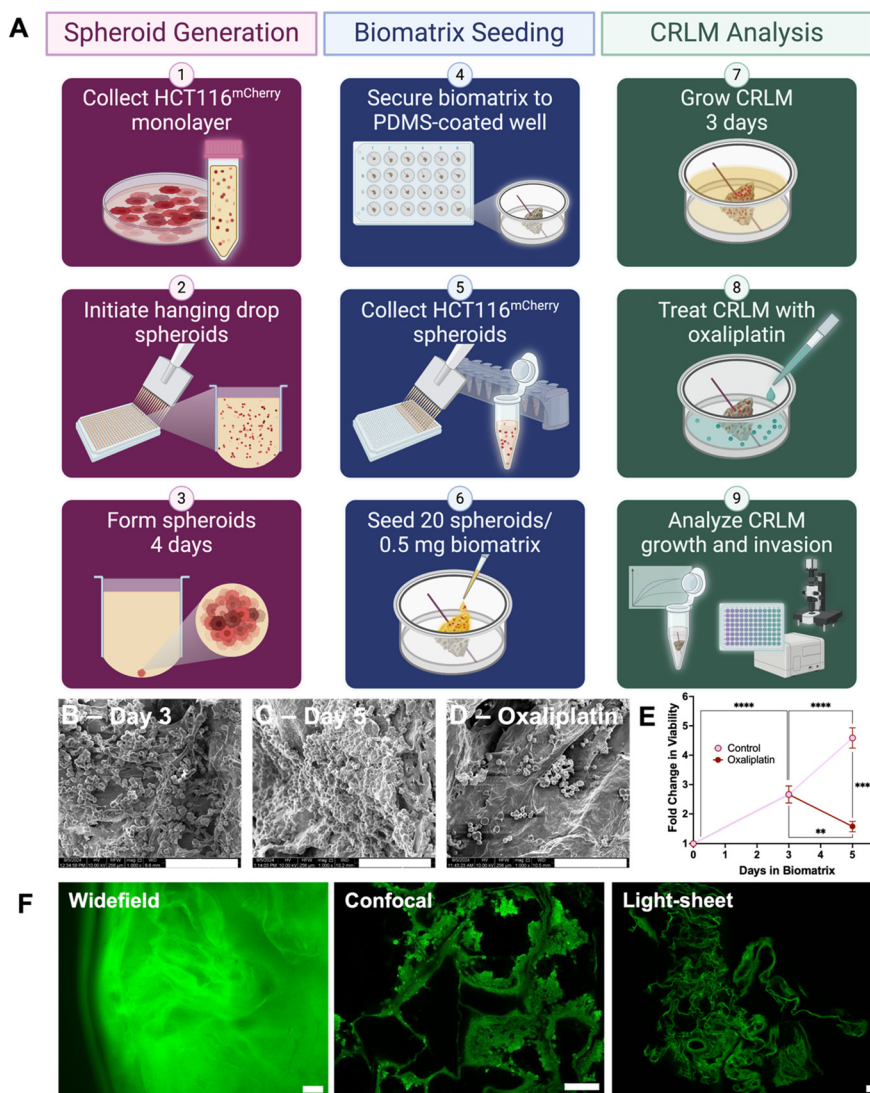 A
Spheroid Generation
Biomatrix Seeding
CRLM Analysis
1
Collect HCT116mCherry
monolayer
4
Secure biomatrix to
PDMS-coated well
7
Grow CRLM
3 days
2
Initiate hanging drop
spheroids
5
Collect HCT116mCherry
spheroids
8
Treat CRLM with
oxaliplatin
3
Form spheroids
4 days
6
Seed 20 spheroids/
0.5 mg biomatrix
9
Analyze CRLM
growth and invasion
B – Day 3
C – Day 5
D – Oxaliplatin
E
Fold Change in Viability
6
5
4
3
2
1
****
****
Control
Oxaliplatin
***
**
0 1 2 3 4 5
Days in Biomatrix
F
Widefield
Confocal
Light-sheet